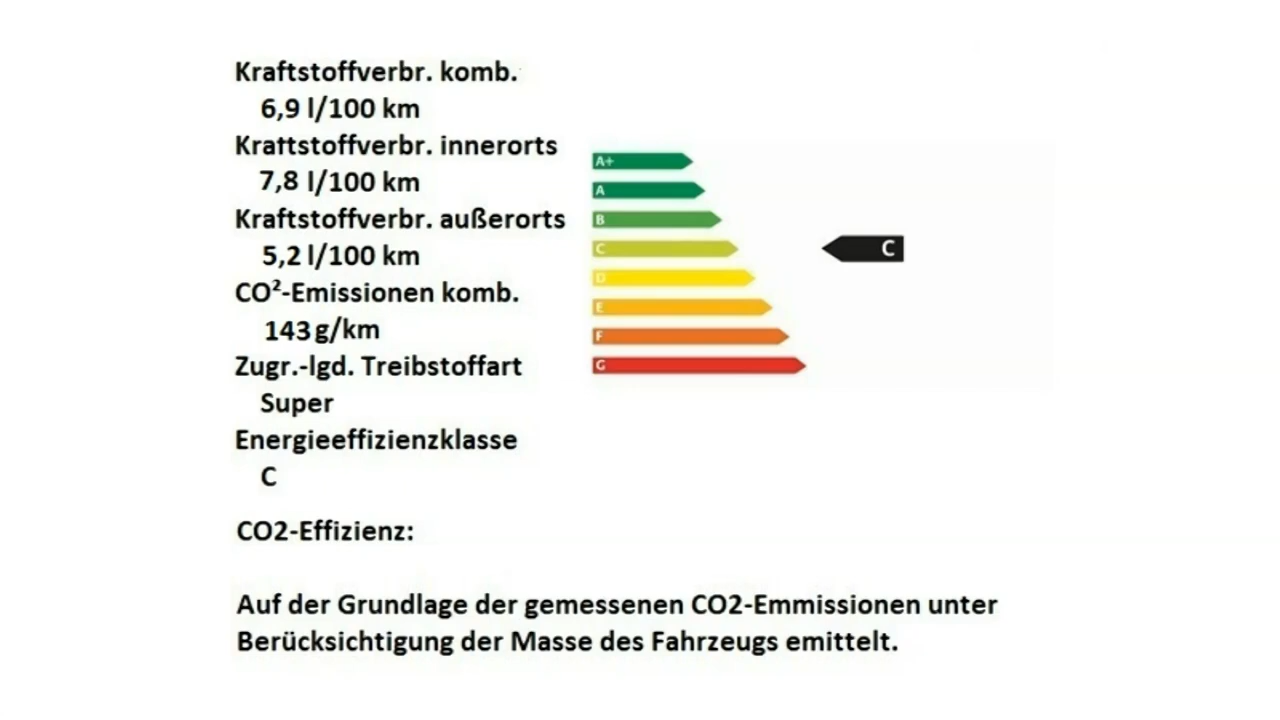 Kraftstoffverbr. komb.
6,9 l/100 km
Krattstoffverbr. innerorts
7,8 l/100 km
Kraftstoffverbr. außerorts
5,2 l/100 km
CO²-Emissionen komb.
143 g/km
Zugr.-lgd. Treibstoffart
Super
Energieeffizienzklasse
C
A+
A
B
C
D
E
F
G
C
CO2-Effizienz:
Auf der Grundlage der gemessenen CO2-Emmissionen unter
Berücksichtigung der Masse des Fahrzeugs emittelt.